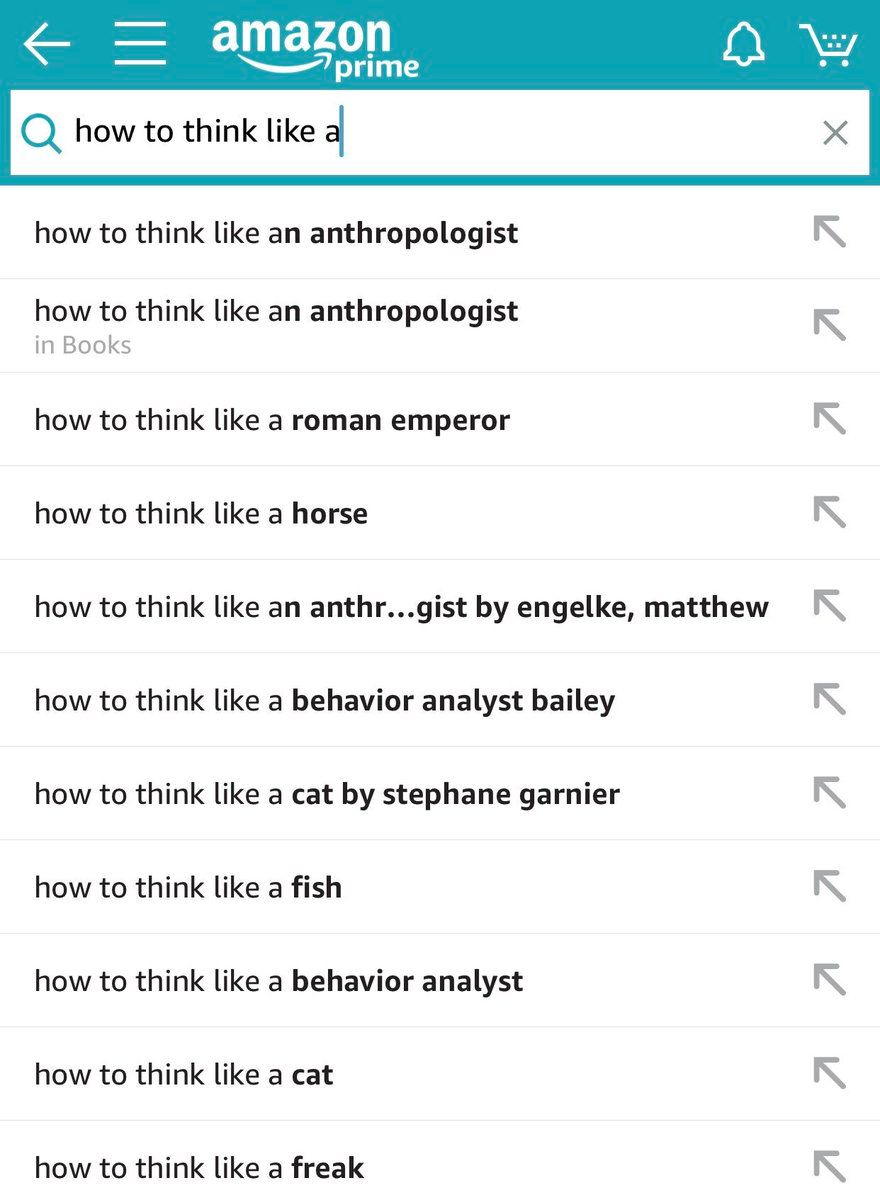 amazon
prime
how to think like a
how to think like an anthropologist
how to think like an anthropologist
in Books
how to think like a roman emperor
how to think like a horse
how to think like an anthr...gist by engelke, matthew
how to think like a behavior analyst bailey
how to think like a cat by stephane garnier
how to think like a fish
how to think like a behavior analyst
how to think like a cat
how to think like a freak